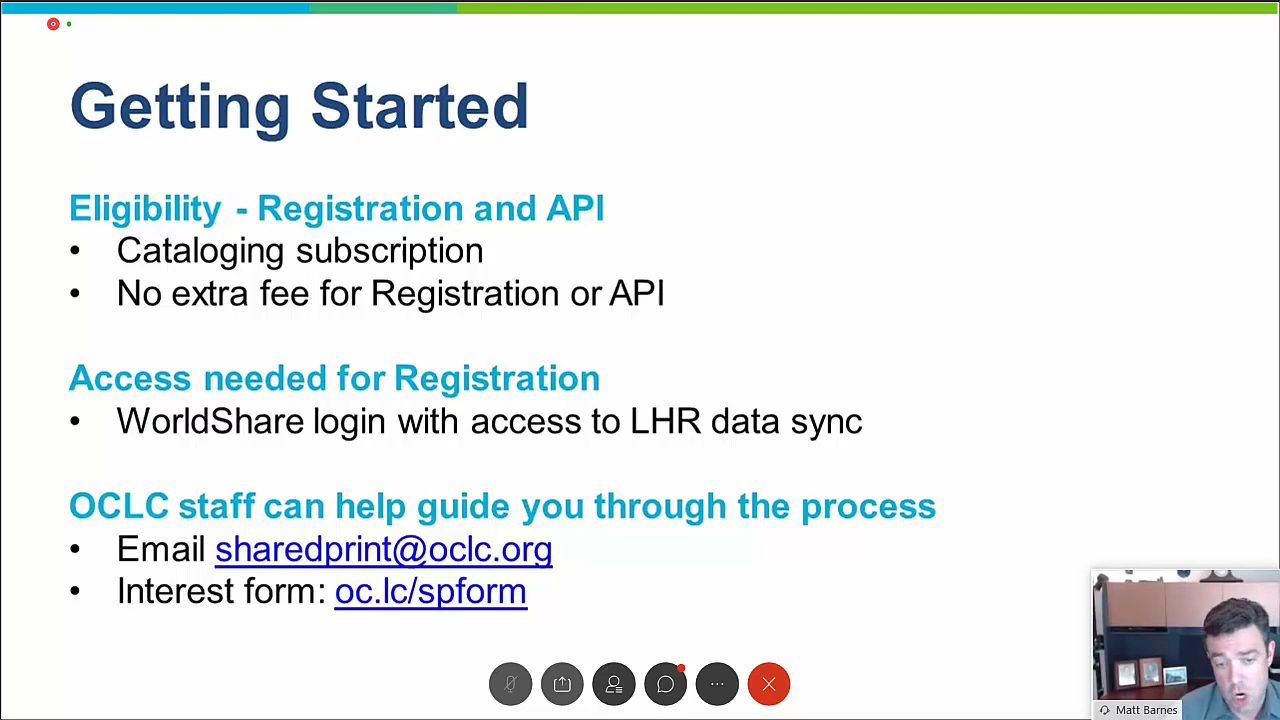 Getting Started
Eligibility - Registration and API
• Cataloging subscription
• No extra fee for Registration or API
Access needed for Registration
• WorldShare login with access to LHR data sync
OCLC staff can help guide you through the process
• Email sharedprint@oclc.org
• Interest form: oc.lc/spform
Matt Barnes